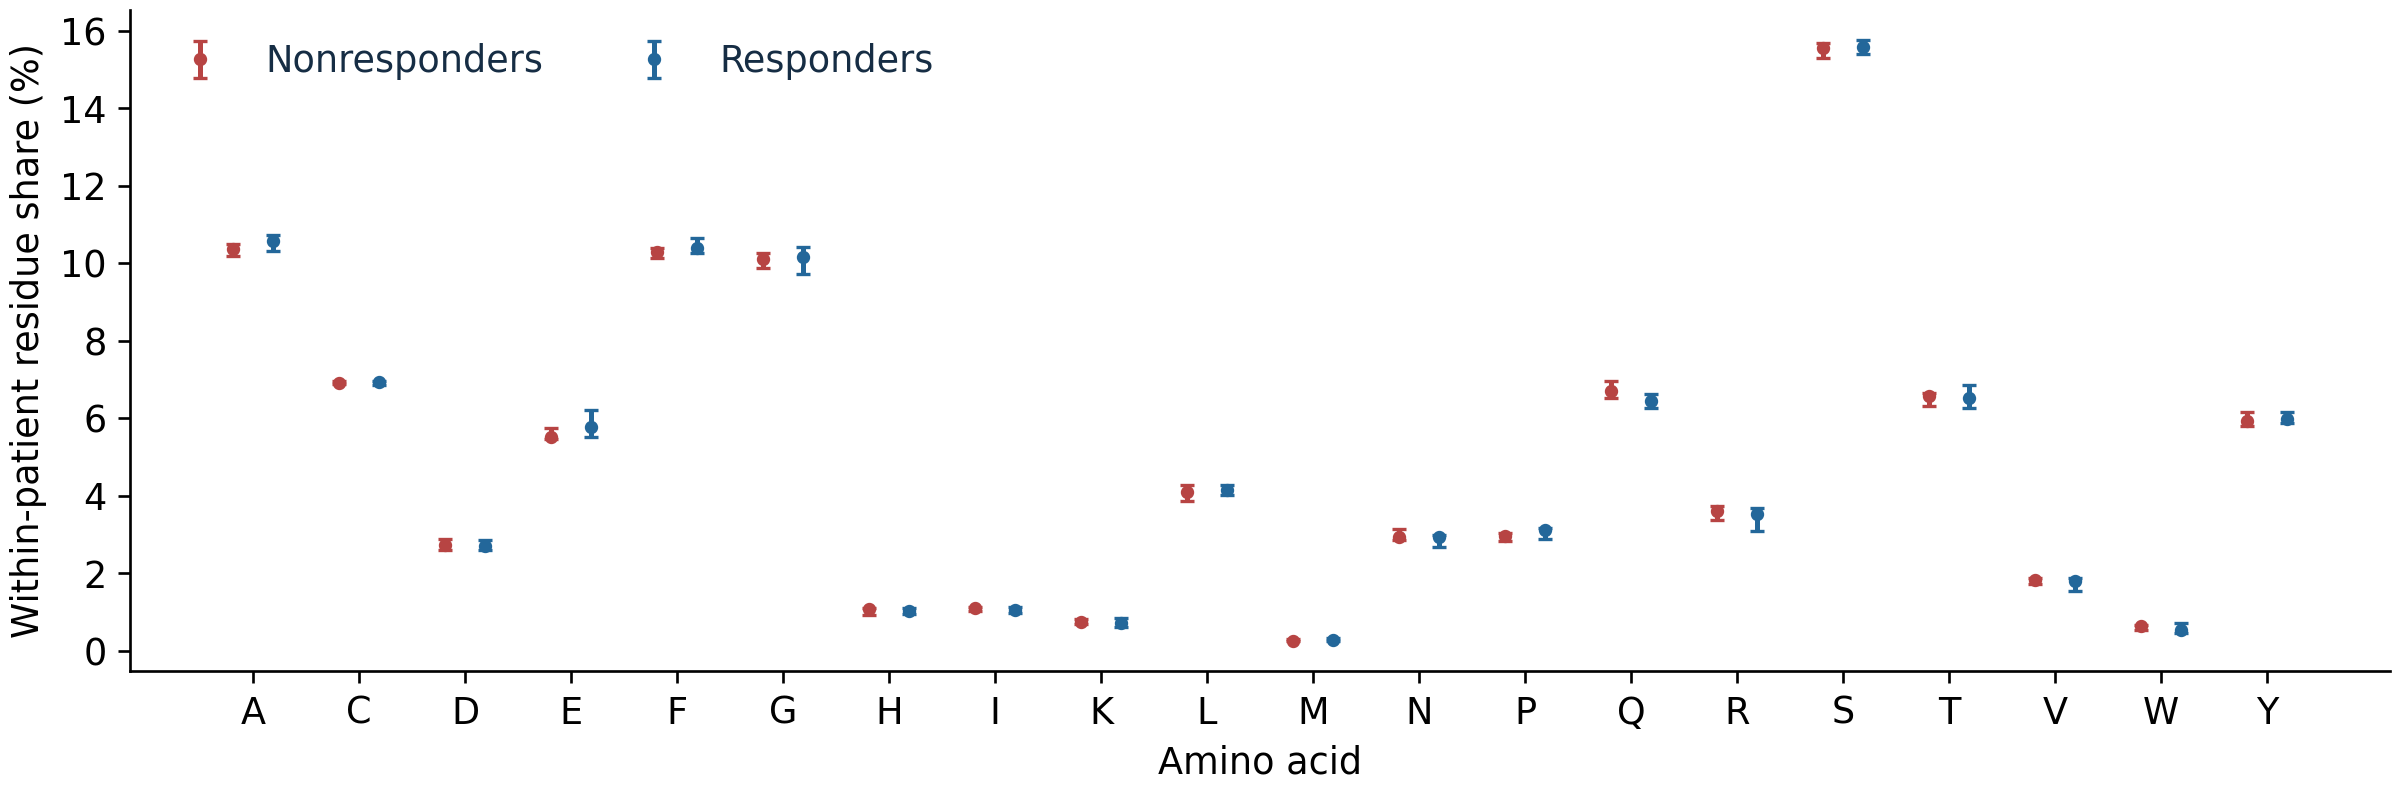 Within-patient residue share (%)
16
14
12
10
8
6
4
2
0
Nonresponders Responders
A C D E F G H I K L M N P Q R S T V W Y
Amino acid